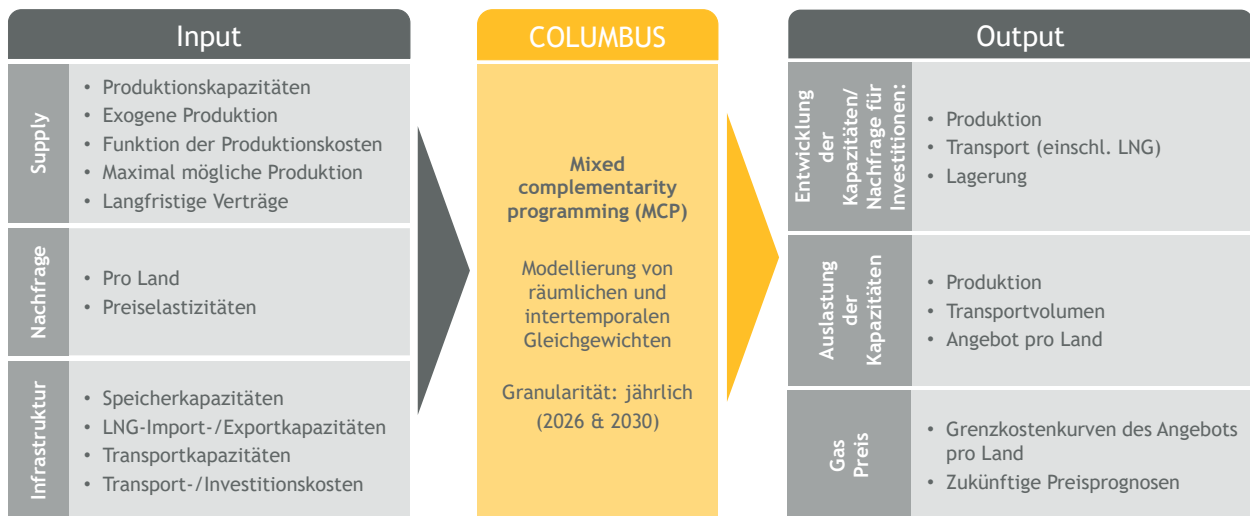 Input
Supply
• Produktionskapazitäten
• Exogene Produktion
• Funktion der Produktionskosten
• Maximal mögliche Produktion
• Langfristige Verträge
Nachfrage
• Pro Land
• Preiselastizitäten
Infrastruktur
• Speicherkapazitäten
• LNG-Import-/Exportkapazitäten
• Transportkapazitäten
• Transport-/Investitionskosten
COLUMBUS
Mixed
complementarity
programming (MCP)
Modellierung von
räumlichen und
intertemporalen
Gleichgewichten
Granularität: jährlich
(2026 & 2030)
Output
Entwicklung
der
Kapazitäten/
Nachfrage für
Investitionen:
• Produktion
• Transport (einschl. LNG)
• Lagerung
Auslastung
der
Kapazitäten
• Produktion
• Transportvolumen
• Angebot pro Land
Gas
Preis
• Grenzkostenkurven des Angebots
pro Land
• Zukünftige Preisprognosen